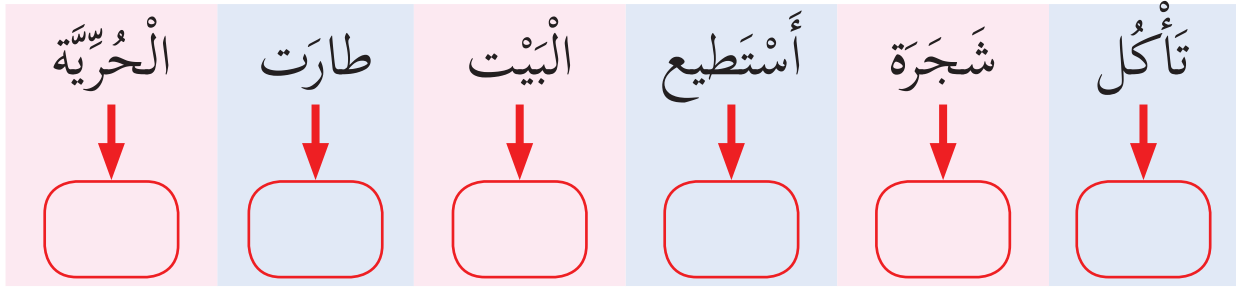 تَأْكُل شَجَرَة أَسْتَطيع الْبَيْت طارَت الْحُرِّيَّة